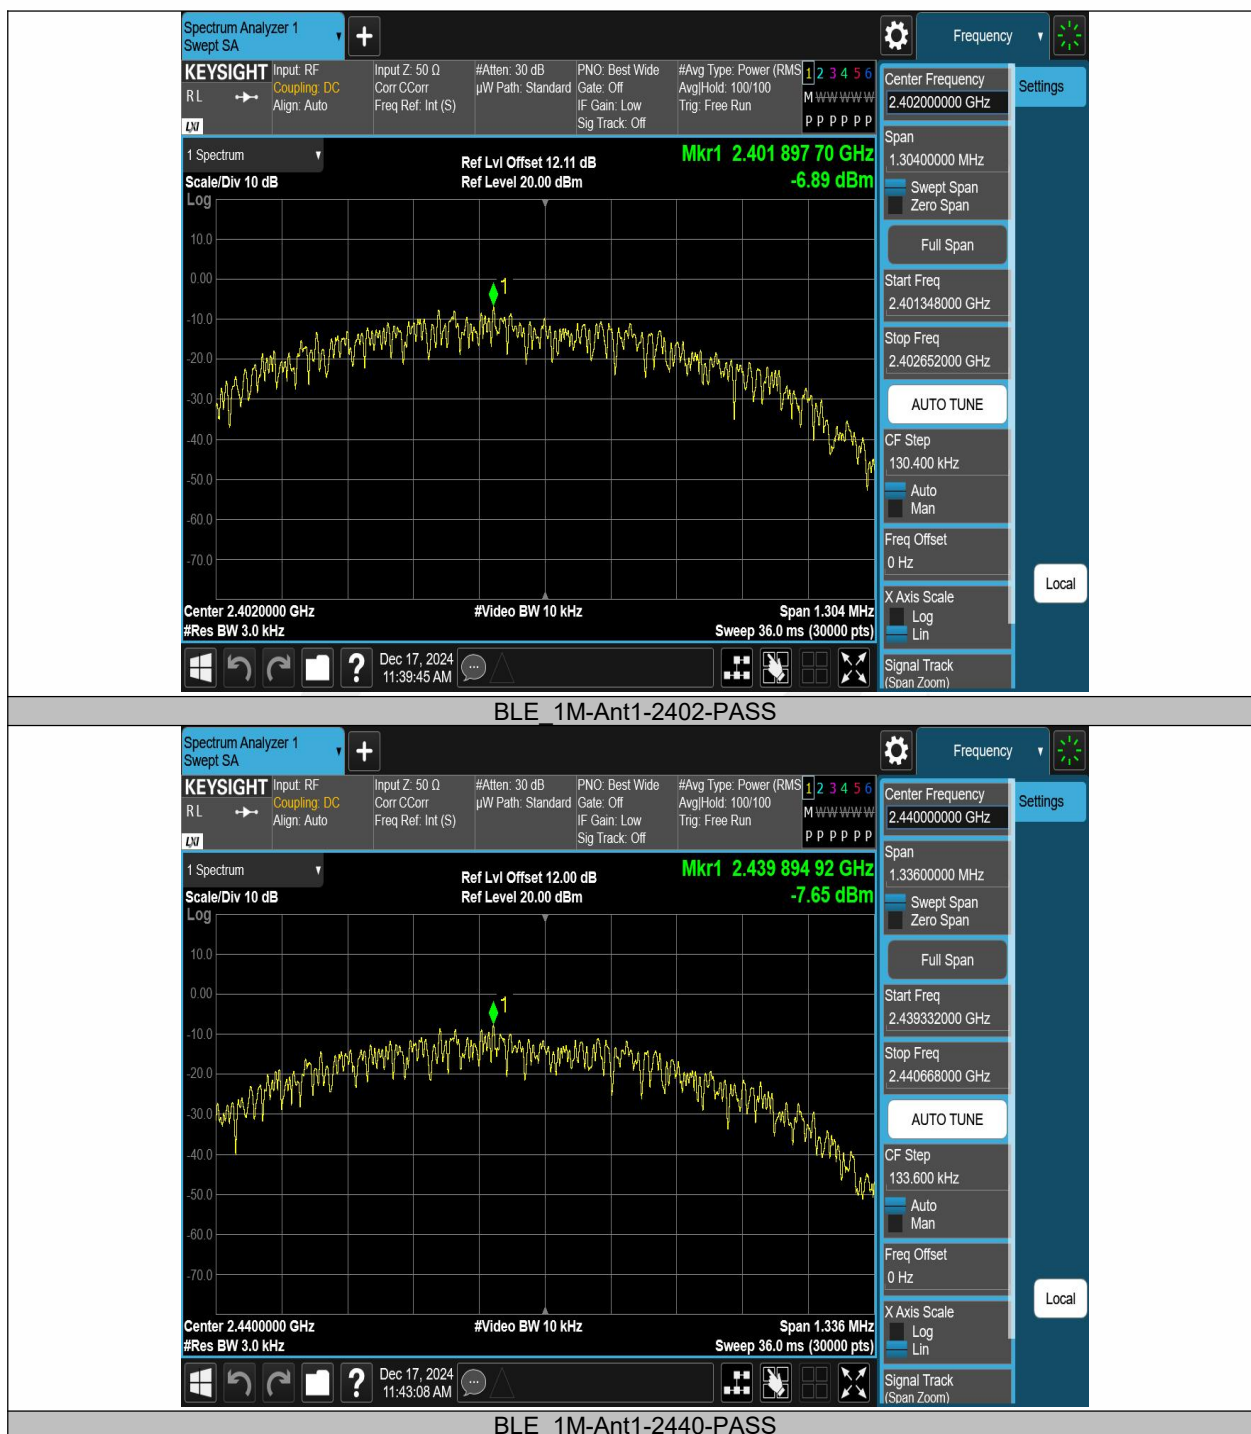 Spectrum Analyzer 1
Swept SA
+
Frequency
KEYSIGHT
RL
LXI
Input: RF
Coupling: DC
Align: Auto
Input Z: 50 Ω
Corr CCorr
Freq Ref: Int (S)
#Atten: 30 dB
µW Path: Standard
PNO: Best Wide
Gate: Off
IF Gain: Low
Sig Track: Off
#Avg Type: Power (RMS
Avg|Hold: 100/100
Trig: Free Run
1 2 3 4 5 6
M W W W W W
P P P P P P
1 Spectrum
Scale/Div 10 dB
Log
Ref Lvl Offset 12.11 dB
Ref Level 20.00 dBm
Mkr1 2.401 897 70 GHz
-6.89 dBm
1
10.0
0.00
-10.0
-20.0
-30.0
-40.0
-50.0
-60.0
-70.0
Center 2.4020000 GHz
#Res BW 3.0 kHz
#Video BW 10 kHz
Span 1.304 MHz
Sweep 36.0 ms (30000 pts)
Dec 17, 2024
11:39:45 AM
Center Frequency
2.402000000 GHz
Settings
Span
1.30400000 MHz
Swept Span
Zero Span
Full Span
Start Freq
2.401348000 GHz
Stop Freq
2.402652000 GHz
AUTO TUNE
CF Step
130.400 kHz
Auto
Man
Freq Offset
0 Hz
Local
X Axis Scale
Log
Lin
Signal Track
(Span Zoom)
BLE_1M-Ant1-2402-PASS
Spectrum Analyzer 1
Swept SA
+
Frequency
KEYSIGHT
RL
LXI
Input: RF
Coupling: DC
Align: Auto
Input Z: 50 Ω
Corr CCorr
Freq Ref: Int (S)
#Atten: 30 dB
µW Path: Standard
PNO: Best Wide
Gate: Off
IF Gain: Low
Sig Track: Off
#Avg Type: Power (RMS
Avg|Hold: 100/100
Trig: Free Run
1 2 3 4 5 6
M W W W W W
P P P P P P
1 Spectrum
Scale/Div 10 dB
Log
Ref Lvl Offset 12.00 dB
Ref Level 20.00 dBm
Mkr1 2.439 894 92 GHz
-7.65 dBm
1
10.0
0.00
-10.0
-20.0
-30.0
-40.0
-50.0
-60.0
-70.0
Center 2.4400000 GHz
#Res BW 3.0 kHz
#Video BW 10 kHz
Span 1.336 MHz
Sweep 36.0 ms (30000 pts)
Dec 17, 2024
11:43:08 AM
Center Frequency
2.440000000 GHz
Settings
Span
1.33600000 MHz
Swept Span
Zero Span
Full Span
Start Freq
2.439332000 GHz
Stop Freq
2.440668000 GHz
AUTO TUNE
CF Step
133.600 kHz
Auto
Man
Freq Offset
0 Hz
Local
X Axis Scale
Log
Lin
Signal Track
(Span Zoom)
BLE_1M-Ant1-2440-PASS